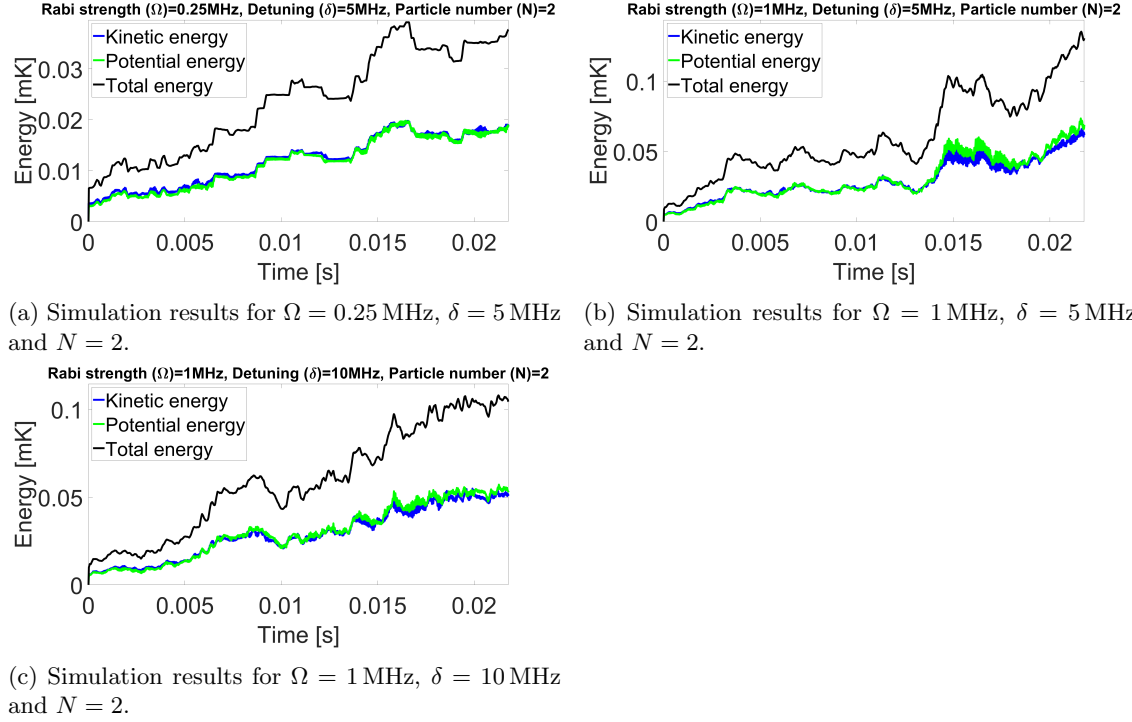 Rabi strength (Ω)=0.25MHz, Detuning (δ)=5MHz, Particle number (N)=2
Kinetic energy
Potential energy
Total energy
Energy [mK]
0.03
0.02
0.01
0
0 0.005 0.01 0.015 0.02
Time [s]
(a) Simulation results for Ω = 0.25 MHz, δ = 5 MHz
and N = 2.
Rabi strength (Ω)=1MHz, Detuning (δ)=5MHz, Particle number (N)=2
Kinetic energy
Potential energy
Total energy
Energy [mK]
0.1
0.05
0
0 0.005 0.01 0.015 0.02
Time [s]
(b) Simulation results for Ω = 1 MHz, δ = 5 MHz
and N = 2.
Rabi strength (Ω)=1MHz, Detuning (δ)=10MHz, Particle number (N)=2
Kinetic energy
Potential energy
Total energy
Energy [mK]
0.1
0.05
0
0 0.005 0.01 0.015 0.02
Time [s]
(c) Simulation results for Ω = 1 MHz, δ = 10 MHz
and N = 2.